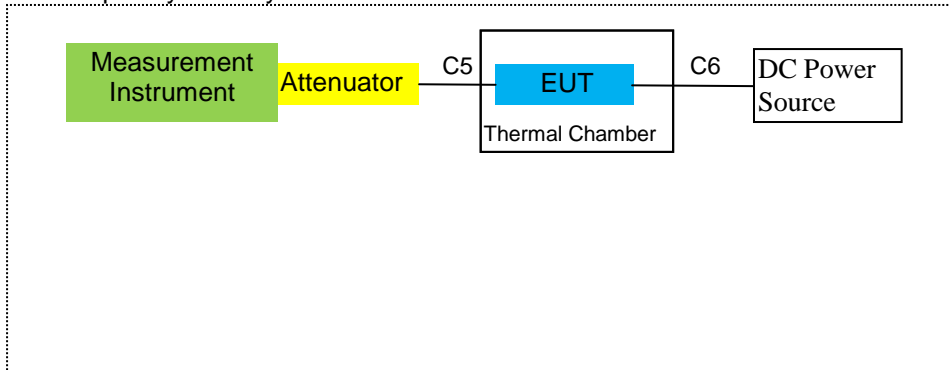 Measurement
Instrument
Attenuator
C5
EUT
Thermal Chamber
C6
DC Power
Source